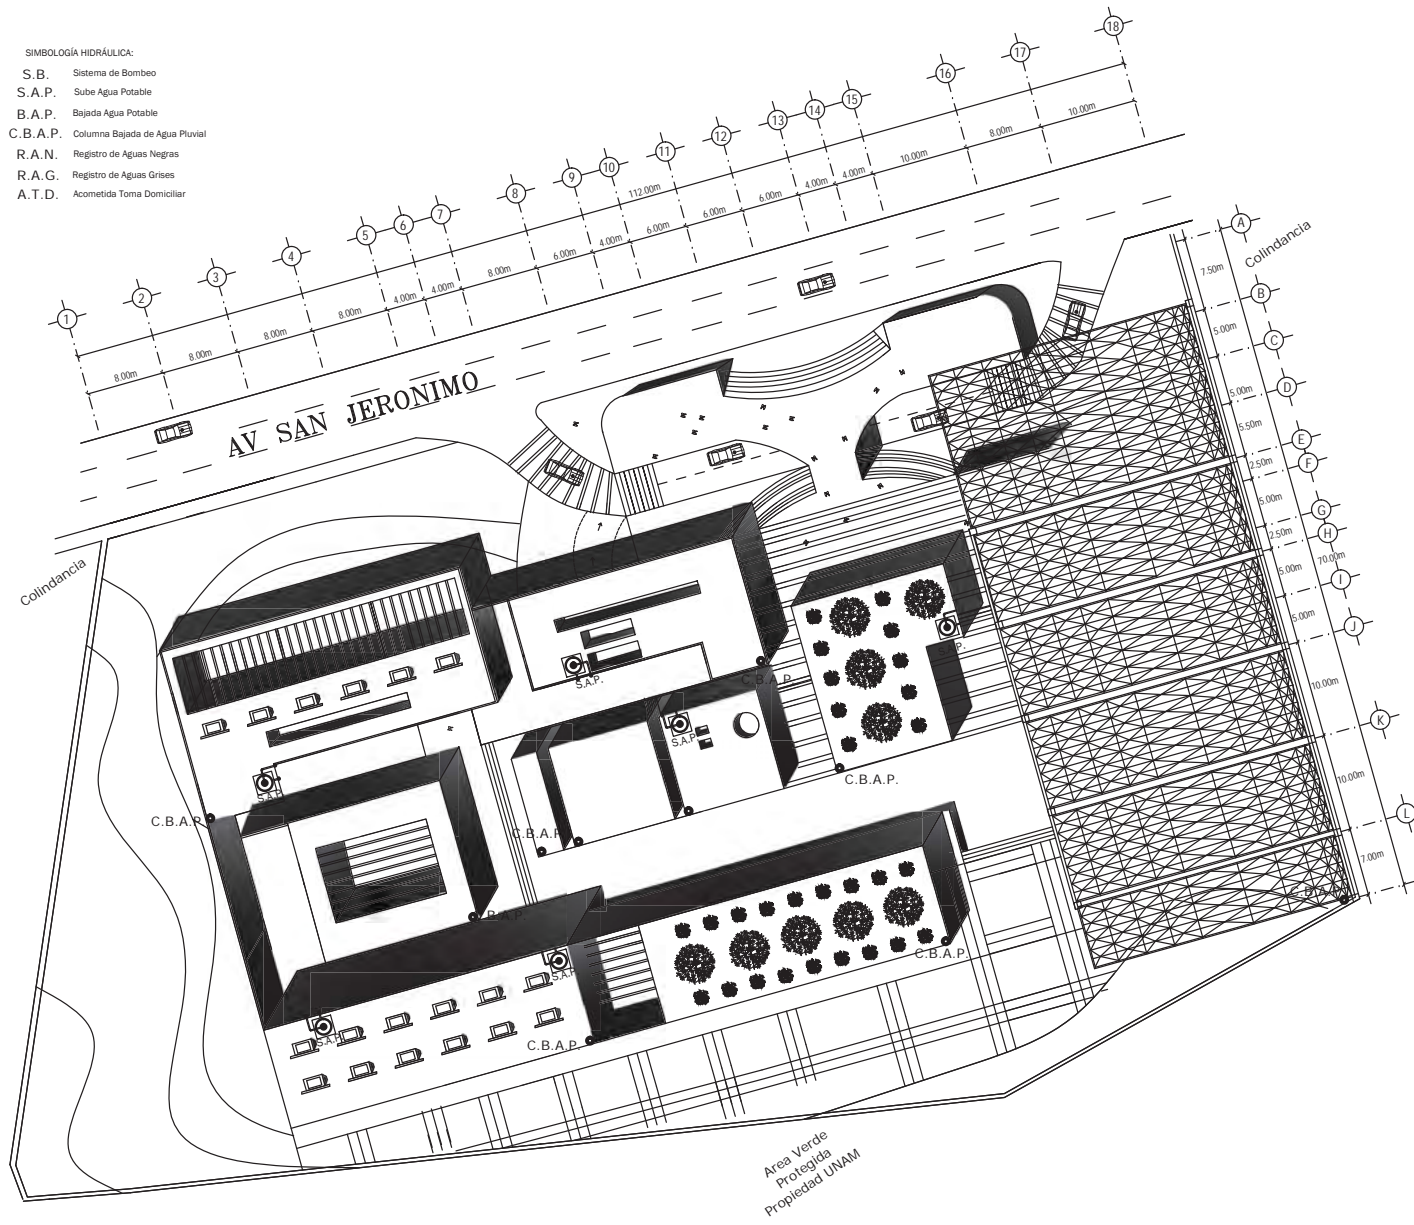 SIMBOLOGÍA HIDRÁULICA:
S.B. Sistema de Bombeo
S.A.P. Sube Agua Potable
B.A.P. Bajada Agua Potable
C.B.A.P. Columna Bajada de Agua Pluvial
R.A.N. Registro de Aguas Negras
R.A.G. Registro de Aguas Grises
A.T.D. Acometida Toma Domiciliar
1
2
3
4
5
6
7
8
9
10
11
12
13
14
15
16
17
18
112.00m
8.00m
8.00m
8.00m
8.00m
4.00m
4.00m
8.00m
6.00m
4.00m
6.00m
6.00m
6.00m
4.00m
4.00m
10.00m
8.00m
10.00m
AV SAN JERONIMO
Colindancia
Colindancia
A
B
C
D
E
F
G
H
I
J
K
L
7.50m
5.00m
5.00m
5.50m
2.50m
5.00m
2.50m
70.00m
5.00m
5.00m
10.00m
10.00m
7.00m
S.A.P.
C.B.A.P.
S.A.P.
S.A.P.
C.B.A.P.
S.A.P.
C.B.A.P.
C.B.A.P.
C.B.A.P.
C.B.A.P.
C.B.A.P.
S.A.P.
S.A.P.
C.B.A.P.
C.B.A.P.
Area Verde
Protegida
Propiedad UNAM